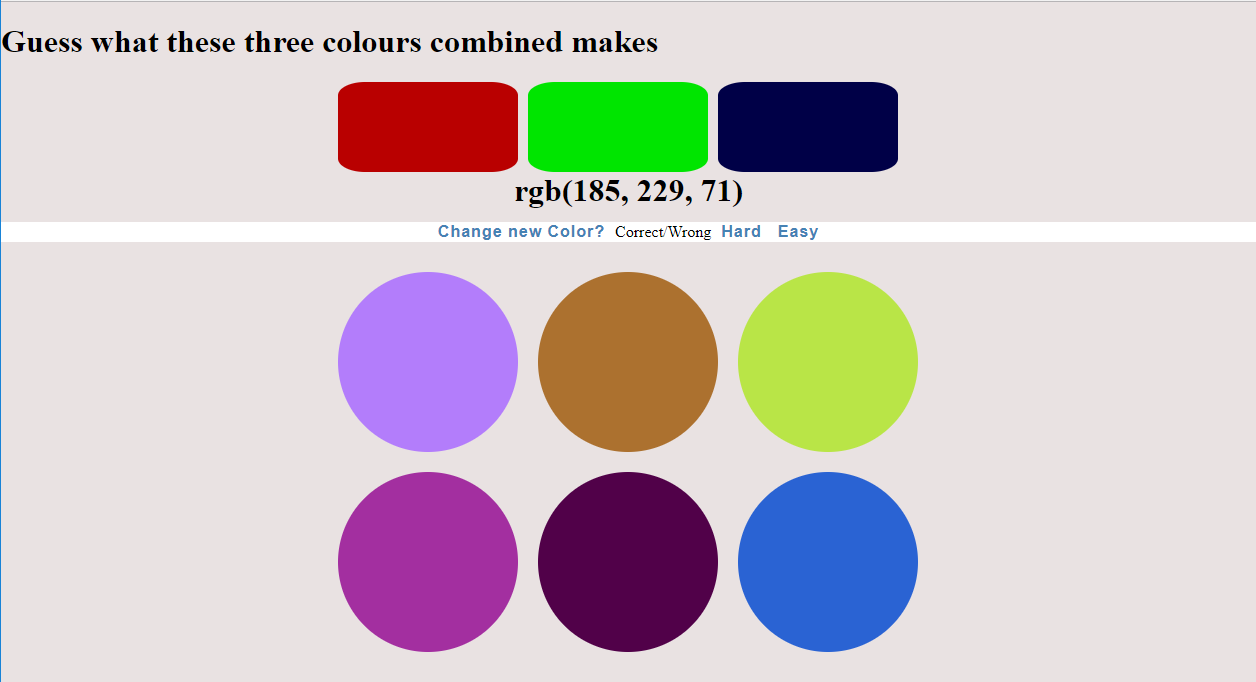 Guess what these three colours combined makes
rgb(185, 229, 71)
Change new Color? Correct/Wrong Hard Easy